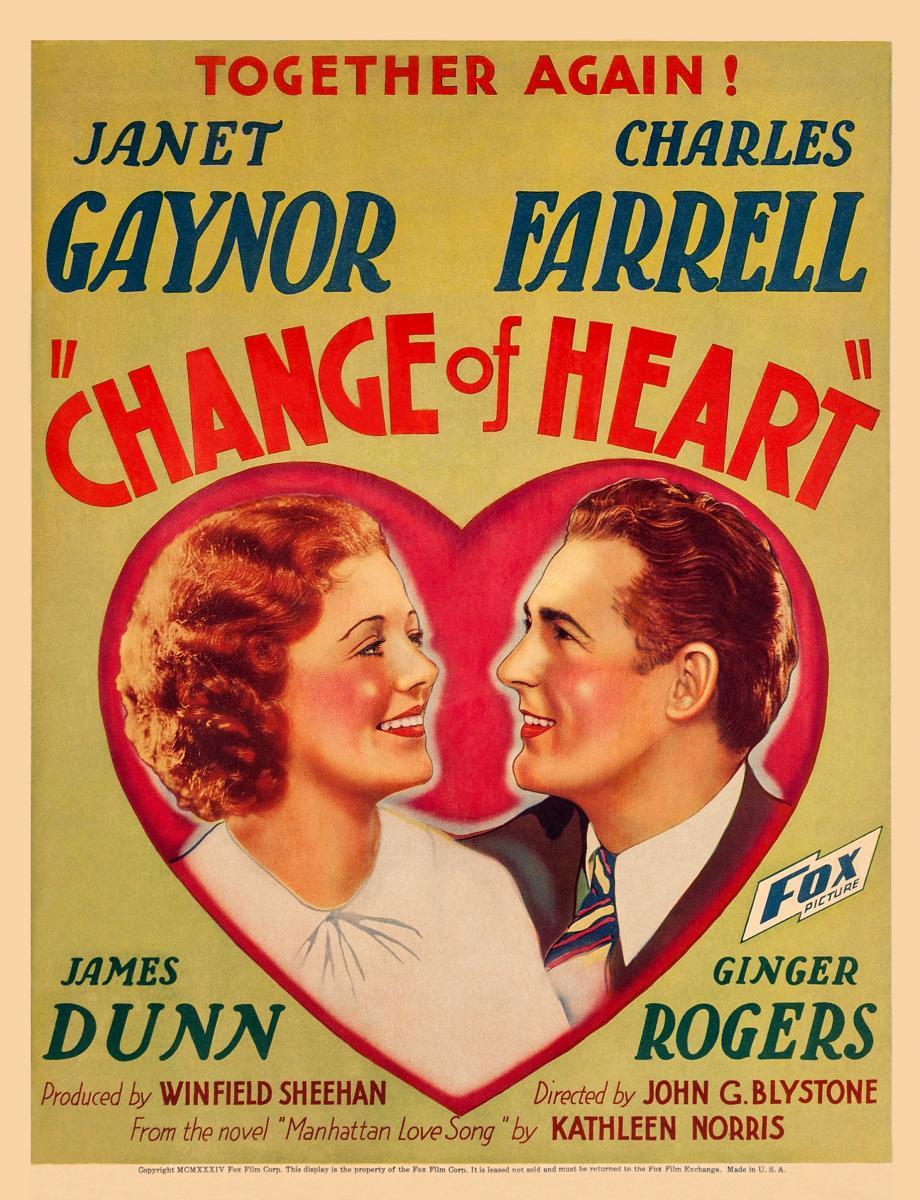 TOGETHER AGAIN!
JANET GAYNOR
CHARLES FARRELL
"CHANGE of HEART"
FOX PICTURE
JAMES DUNN
GINGER ROGERS
Produced by WINFIELD SHEEHAN
Directed by JOHN G. BLYSTONE
From the novel "Manhattan Love Song" by KATHLEEN NORRIS
Copyright MCMXXXIV Fox Film Corp. This display is the property of the Fox Film Corp. It is leased not sold and must be returned to the Fox Film Exchange. Made in U. S. A.